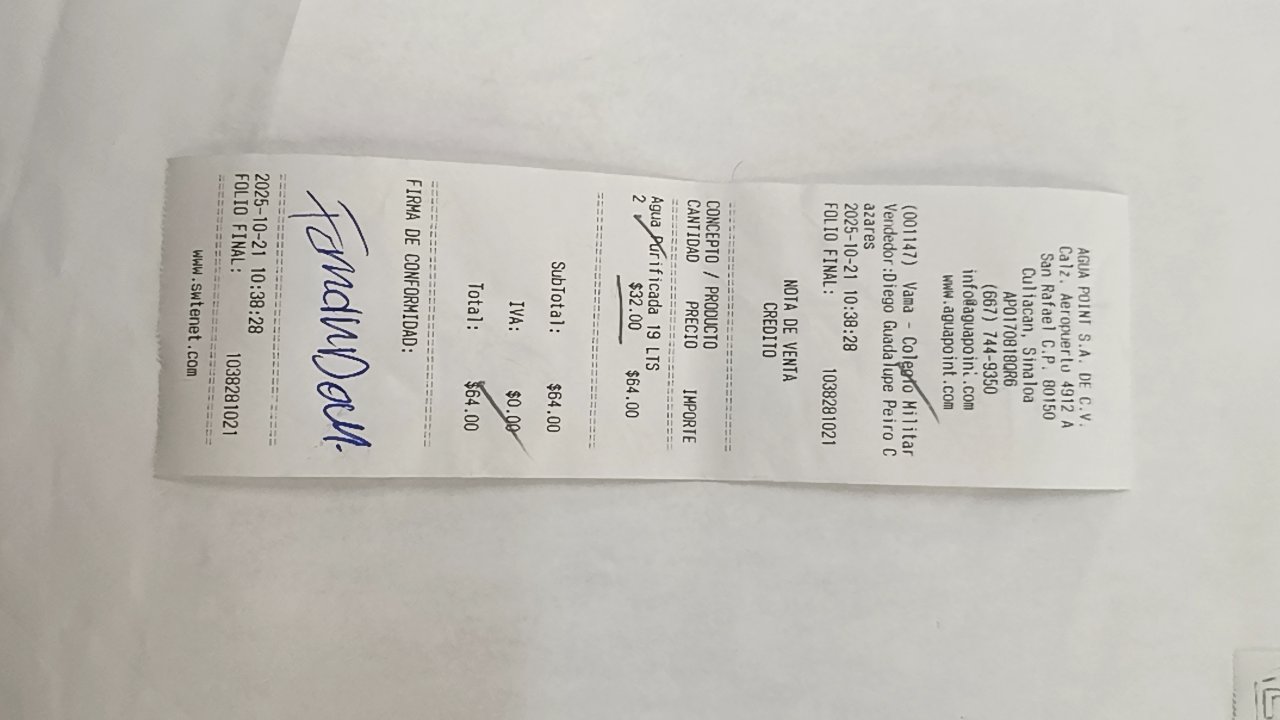 AGUA POINT S.A. DE C.V.
Calz. Aeropuerto 4912 A
San Rafael C.P. 80150
Culiacan, Sinaloa
APO170818QR6
(667) 744-9350
info@aguapoint.com
www.aguapoint.com
(001147) Vama - Colegio Militar
Vendedor:Diego Guadalupe Peiro C
azares
2025-10-21 10:38:28
FOLIO FINAL: 1038281021
NOTA DE VENTA
CREDITO
CONCEPTO / PRODUCTO
CANTIDAD PRECIO IMPORTE
Agua Purificada 19 LTS
2 $32.00 $64.00
SubTotal: $64.00
IVA: $0.00
Total: $64.00
FIRMA DE CONFORMIDAD:
2025-10-21 10:38:28
FOLIO FINAL: 1038281021
www.swtenet.com